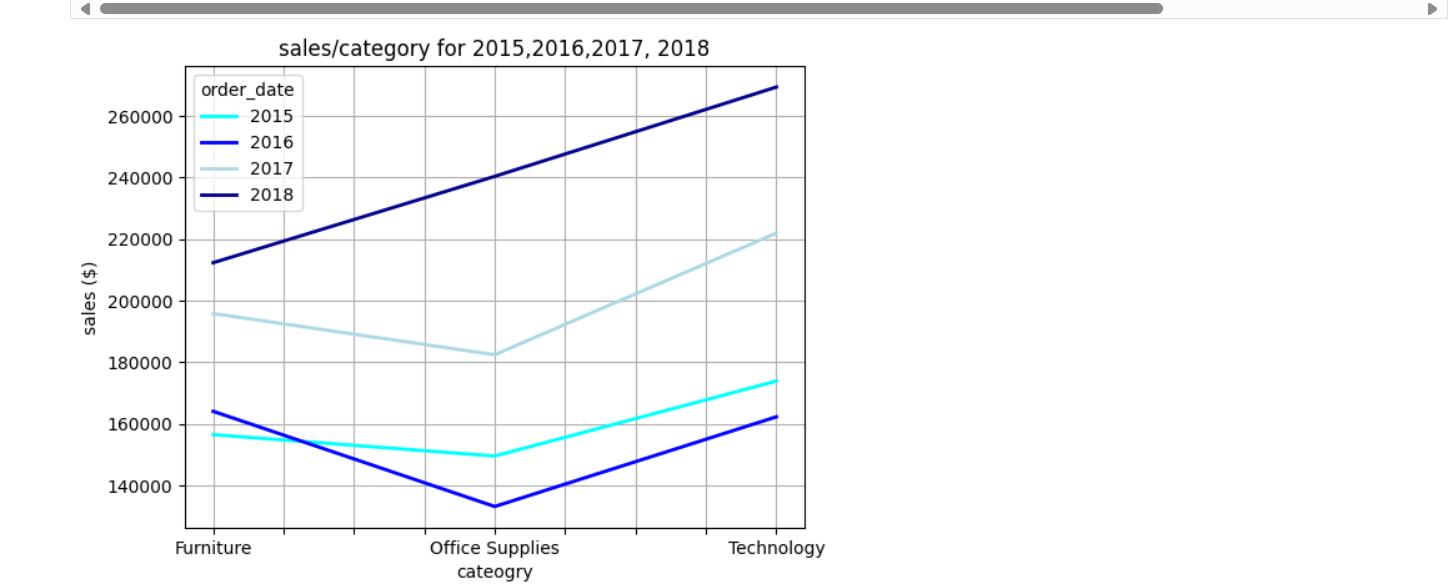 sales/category for 2015,2016,2017, 2018
order_date
2015
2016
2017
2018
260000
240000
220000
200000
180000
160000
140000
sales ($)
Furniture
Office Supplies
Technology
cateogry